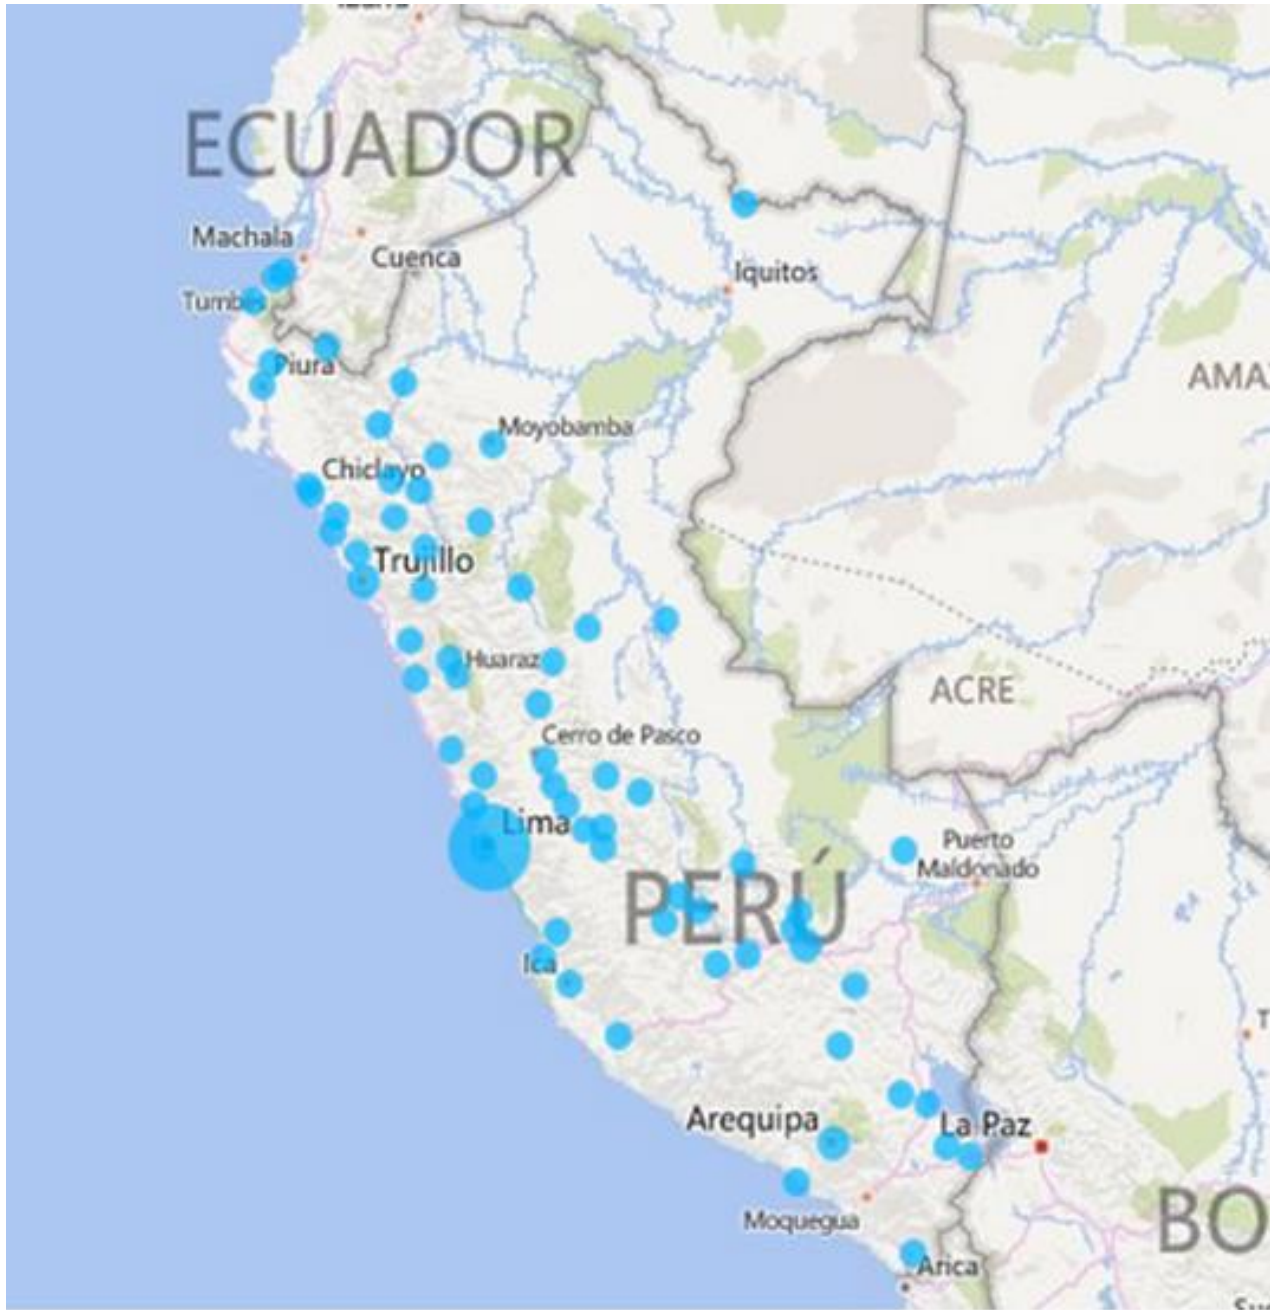 ECUADOR
Machala
Cuenca
Iquitos
Tumbes
Piura
AMA
Moyobamba
Chiclayo
Trujillo
Huaraz
ACRE
Cerro de Pasco
Lima
Puerto
Maldonado
PERÚ
Ica
T
Arequipa
La Paz
BO
Moquegua
Arica